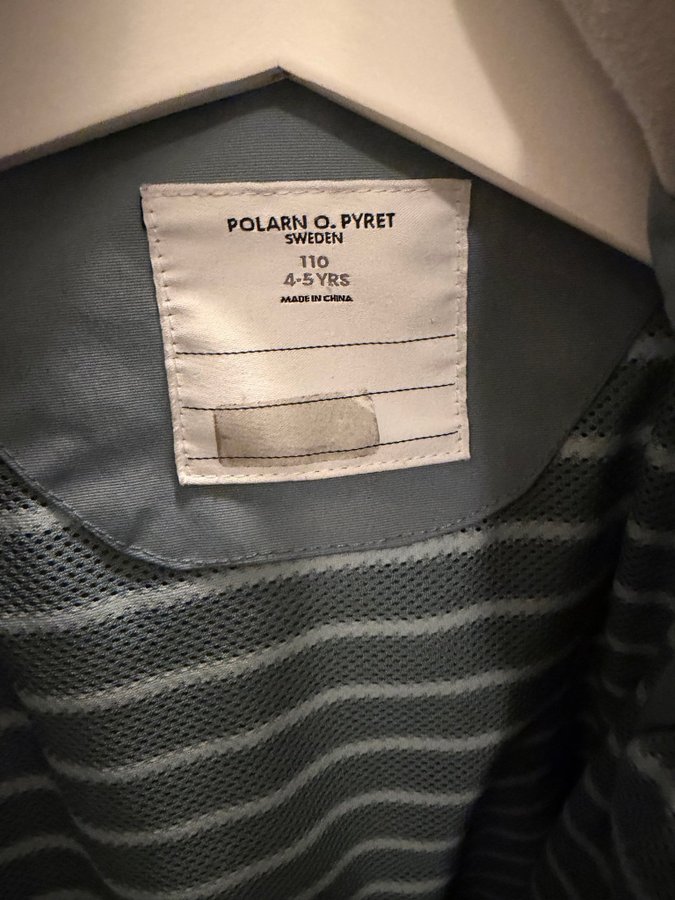 POLARN O. PYRET
SWEDEN
110
4-5 YRS
MADE IN CHINA